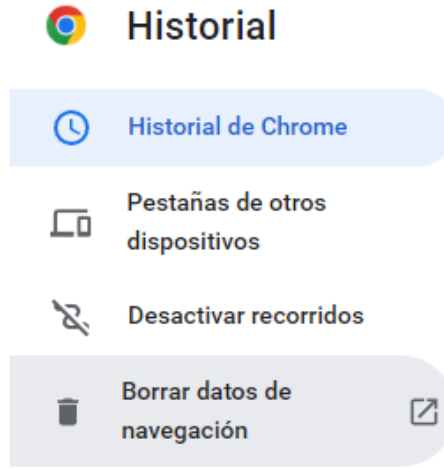 Historial
Historial de Chrome
Pestañas de otros
dispositivos
Desactivar recorridos
Borrar datos de
navegación